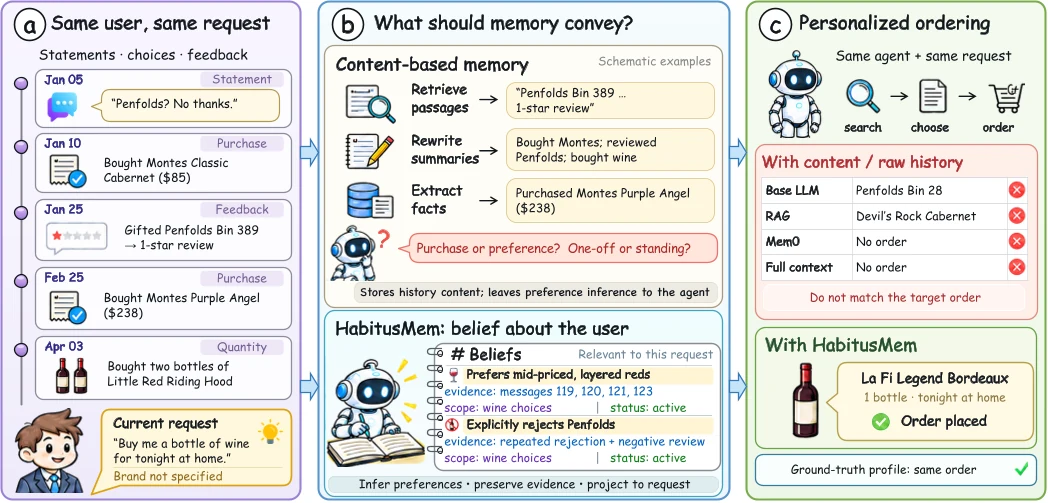 a Same user, same request
Statements · choices · feedback
Jan 05
Statement
“Penfolds? No thanks.”
Jan 10
Purchase
Bought Montes Classic
Cabernet ($85)
Jan 25
Feedback
Gifted Penfolds Bin 389
→ 1-star review
Feb 25
Purchase
Bought Montes Purple Angel
($238)
Apr 03
Quantity
Bought two bottles of
Little Red Riding Hood
Current request
“Buy me a bottle of wine
for tonight at home.”
Brand not specified
b What should memory convey?
Content-based memory
Schematic examples
Retrieve
passages
→
“Penfolds Bin 389 ...
1-star review”
Rewrite
summaries
→
Bought Montes; reviewed
Penfolds; bought wine
Extract
facts
→
Purchased Montes Purple Angel
($238)
?
Purchase or preference? One-off or standing?
Stores history content; leaves preference inference to the agent
HabitusMem: belief about the user
# Beliefs
Relevant to this request
Prefers mid-priced, layered reds
evidence: messages 119, 120, 121, 123
scope: wine choices | status: active
Explicitly rejects Penfolds
evidence: repeated rejection + negative review
scope: wine choices | status: active
Infer preferences • preserve evidence • project to request
c Personalized ordering
Same agent + same request
search → choose → order
With content / raw history
Base LLM Penfolds Bin 28
RAG Devil's Rock Cabernet
Mem0 No order
Full context No order
Do not match the target order
With HabitusMem
La Fi Legend Bordeaux
1 bottle · tonight at home
Order placed
Ground-truth profile: same order